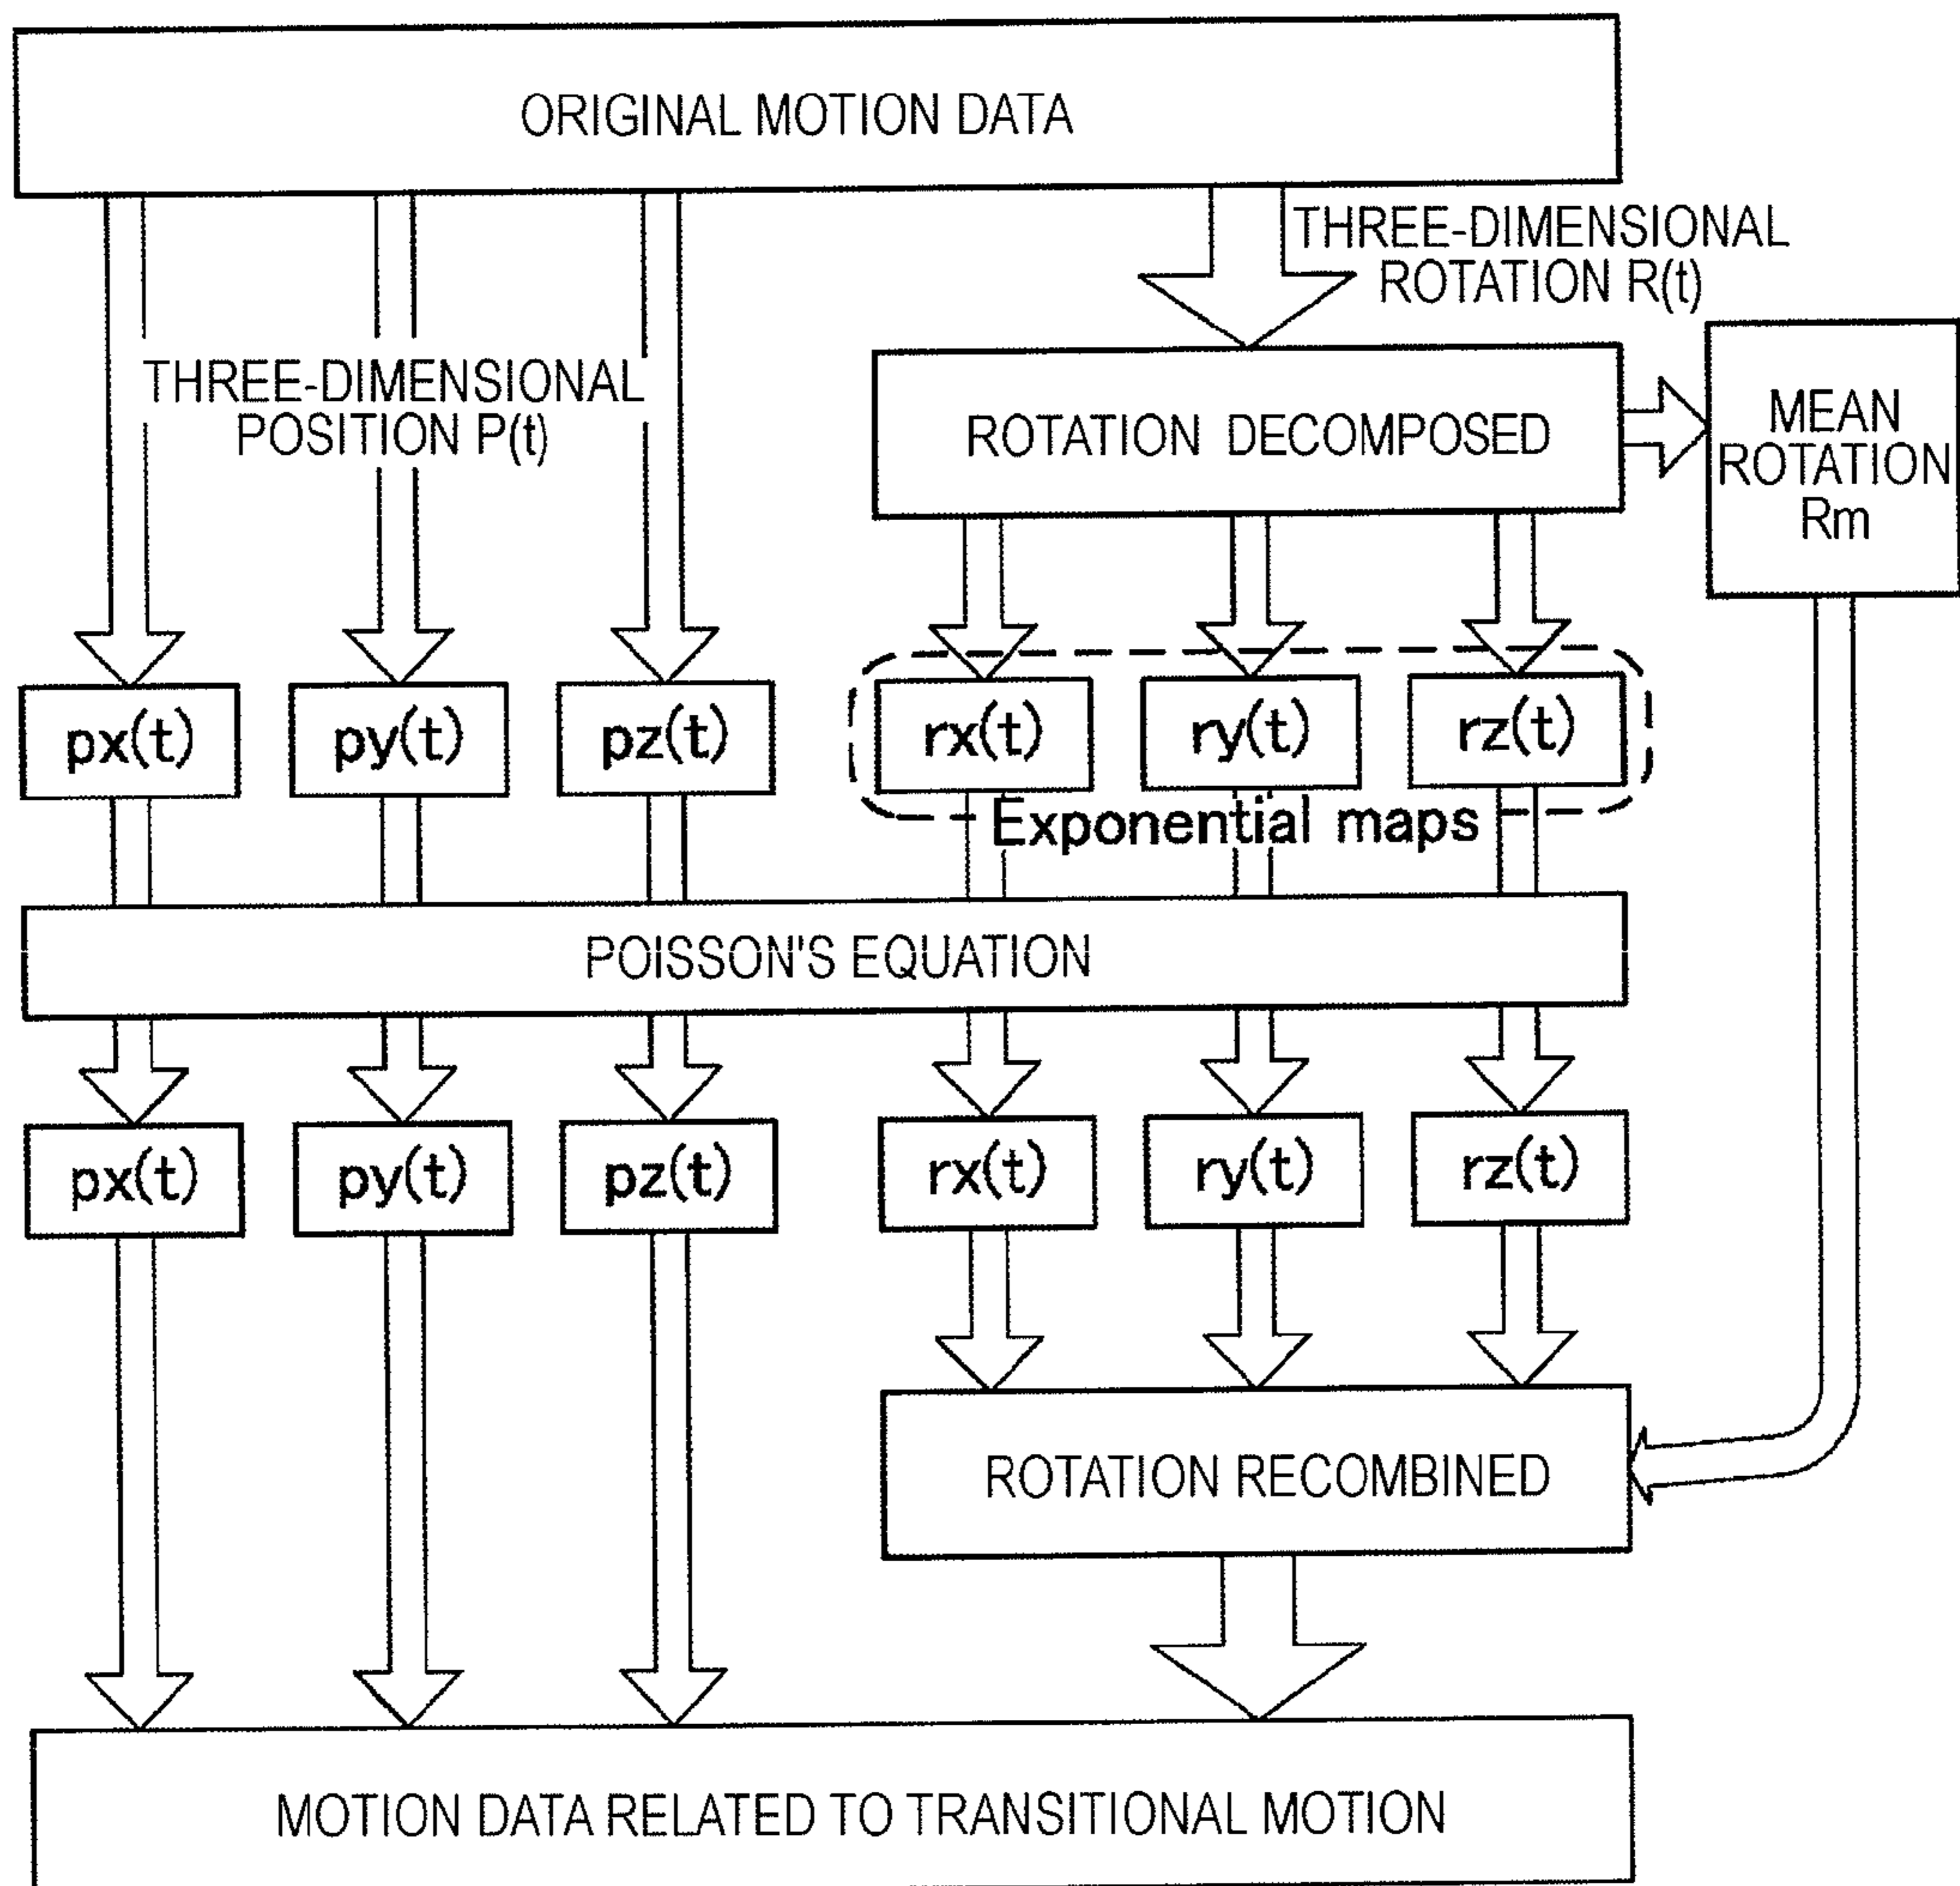 ORIGINAL MOTION DATA
THREE-DIMENSIONAL
ROTATION R(t)
THREE-DIMENSIONAL
POSITION P(t)
ROTATION DECOMPOSED
MEAN
ROTATION
Rm
px(t)
py(t)
pz(t)
rx(t)
ry(t)
rz(t)
Exponential maps
POISSON'S EQUATION
px(t)
py(t)
pz(t)
rx(t)
ry(t)
rz(t)
ROTATION RECOMBINED
MOTION DATA RELATED TO TRANSITIONAL MOTION